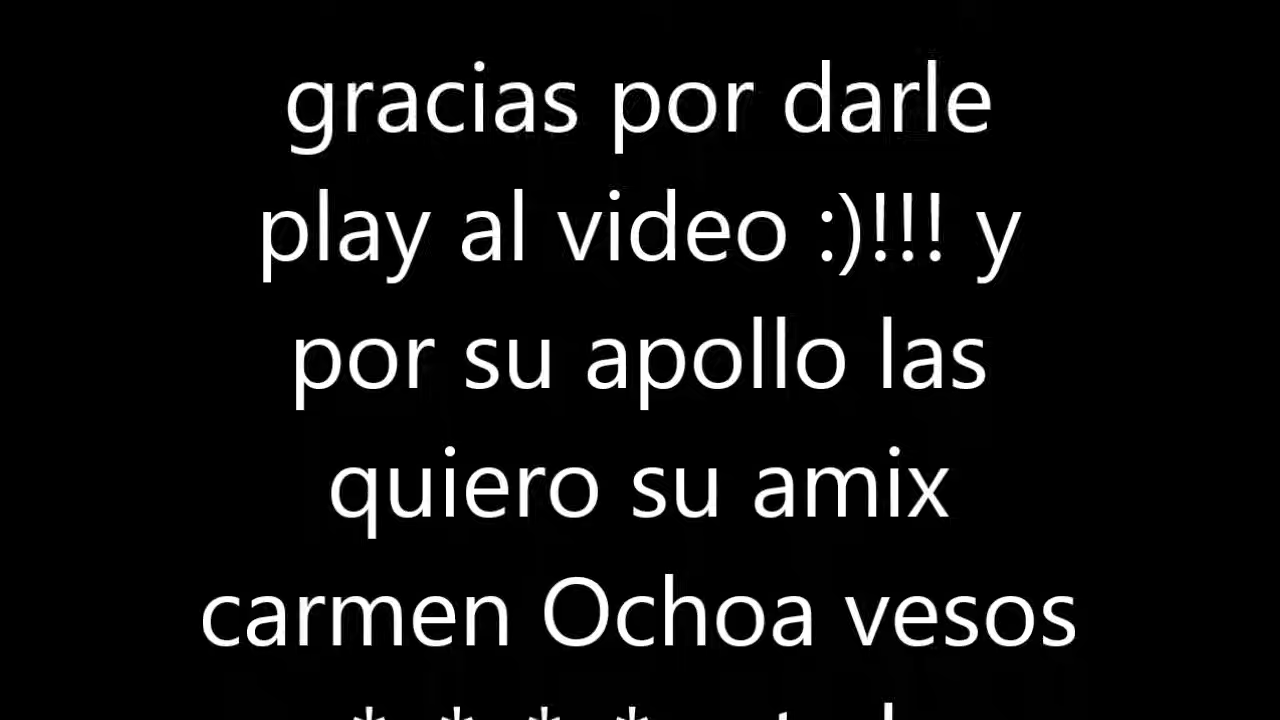 gracias por darle
play al video :)!!! y
por su apollo las
quiero su amix
carmen Ochoa vesos